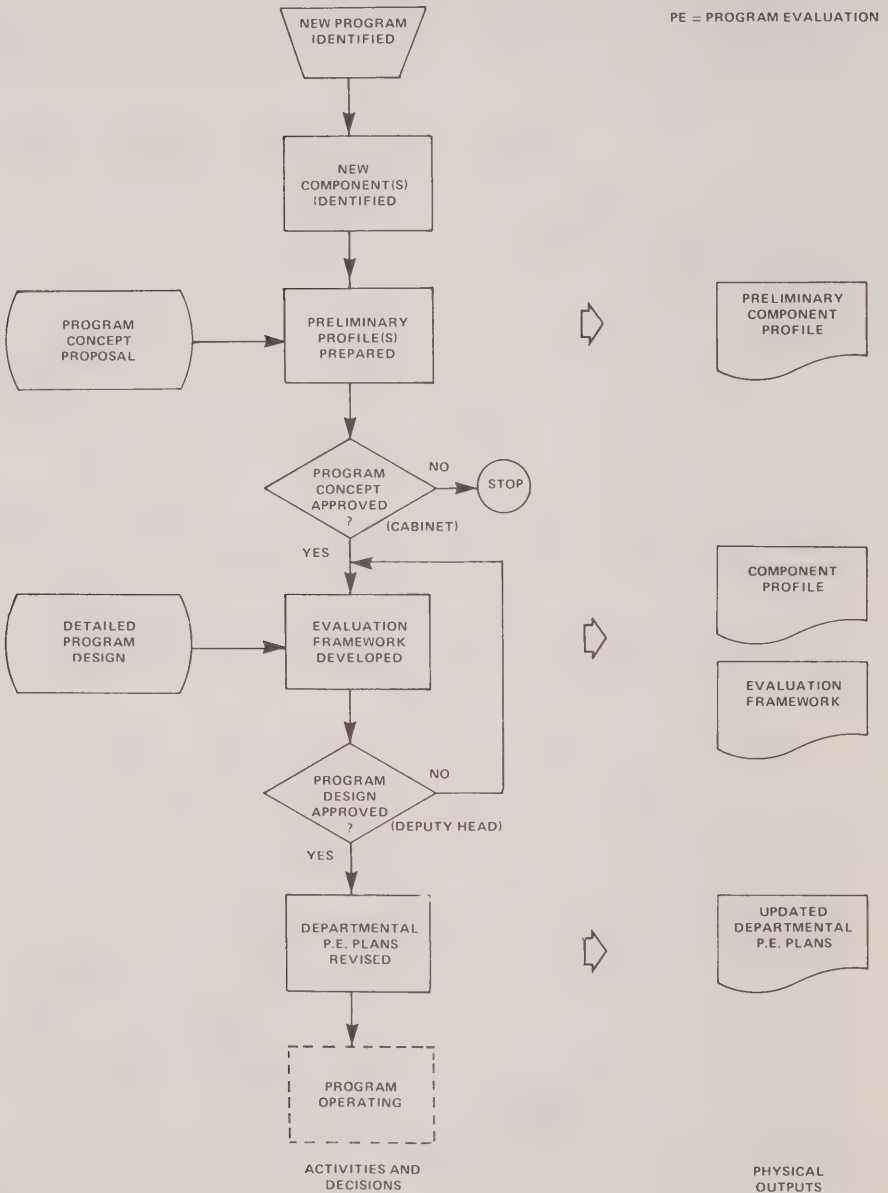 NEW PROGRAM
IDENTIFIED
PE = PROGRAM EVALUATION
NEW
COMPONENT(S)
IDENTIFIED
PROGRAM
CONCEPT
PROPOSAL
PRELIMINARY
PROFILE(S)
PREPARED
PRELIMINARY
COMPONENT
PROFILE
PROGRAM
CONCEPT
APPROVED
?
NO
STOP
(CABINET)
YES
DETAILED
PROGRAM
DESIGN
EVALUATION
FRAMEWORK
DEVELOPED
COMPONENT
PROFILE
EVALUATION
FRAMEWORK
PROGRAM
DESIGN
APPROVED
?
NO
(DEPUTY HEAD)
YES
DEPARTMENTAL
P.E. PLANS
REVISED
UPDATED
DEPARTMENTAL
P.E. PLANS
PROGRAM
OPERATING
ACTIVITIES AND
DECISIONS
PHYSICAL
OUTPUTS